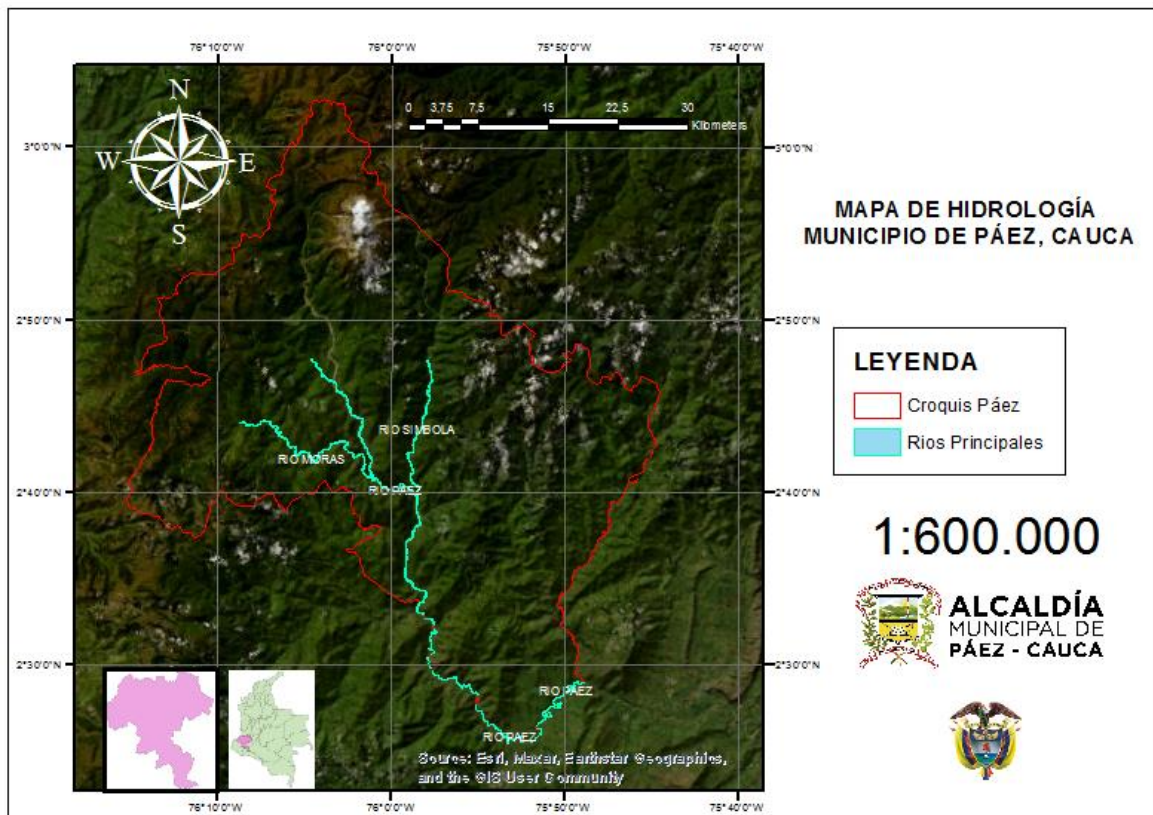 76°10'0"W 76°0'0"W 75°50'0"W 75°40'0"W
N
W E
S
0 3,75 7,5 15 22,5 30
Kilometers
3°0'0"N 3°0'0"N
MAPA DE HIDROLOGÍA
MUNICIPIO DE PÁEZ, CAUCA
2°50'0"N 2°50'0"N
LEYENDA
Croquis Páez
Rios Principales
RIO SIMBOLA
RIO MORAS
RIO PÁEZ
2°40'0"N 2°40'0"N
1:600.000
ALCALDÍA
MUNICIPAL DE
PÁEZ - CAUCA
2°30'0"N 2°30'0"N
RIO PÁEZ
RIO PAEZ
Source: Esri, Maxar, Earthstar Geographics,
and the GIS User Community
76°10'0"W 76°0'0"W 75°50'0"W 75°40'0"W